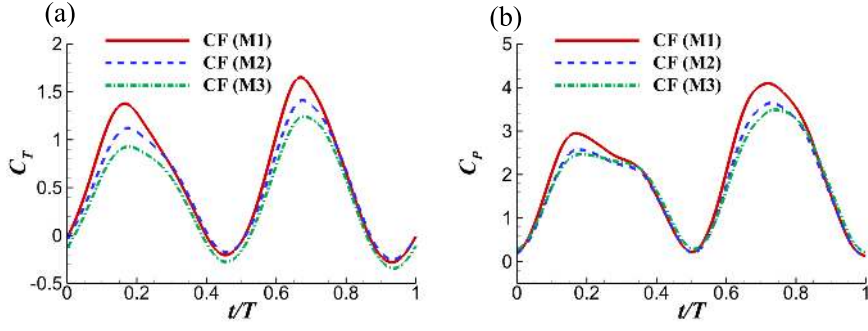 (a)
CF (M1)
CF (M2)
CF (M3)
2
1.5
1
0.5
0
-0.5
C_T
0
0.2
0.4
0.6
0.8
1
t/T
(b)
CF (M1)
CF (M2)
CF (M3)
5
4
3
2
1
0
C_P
0
0.2
0.4
0.6
0.8
1
t/T